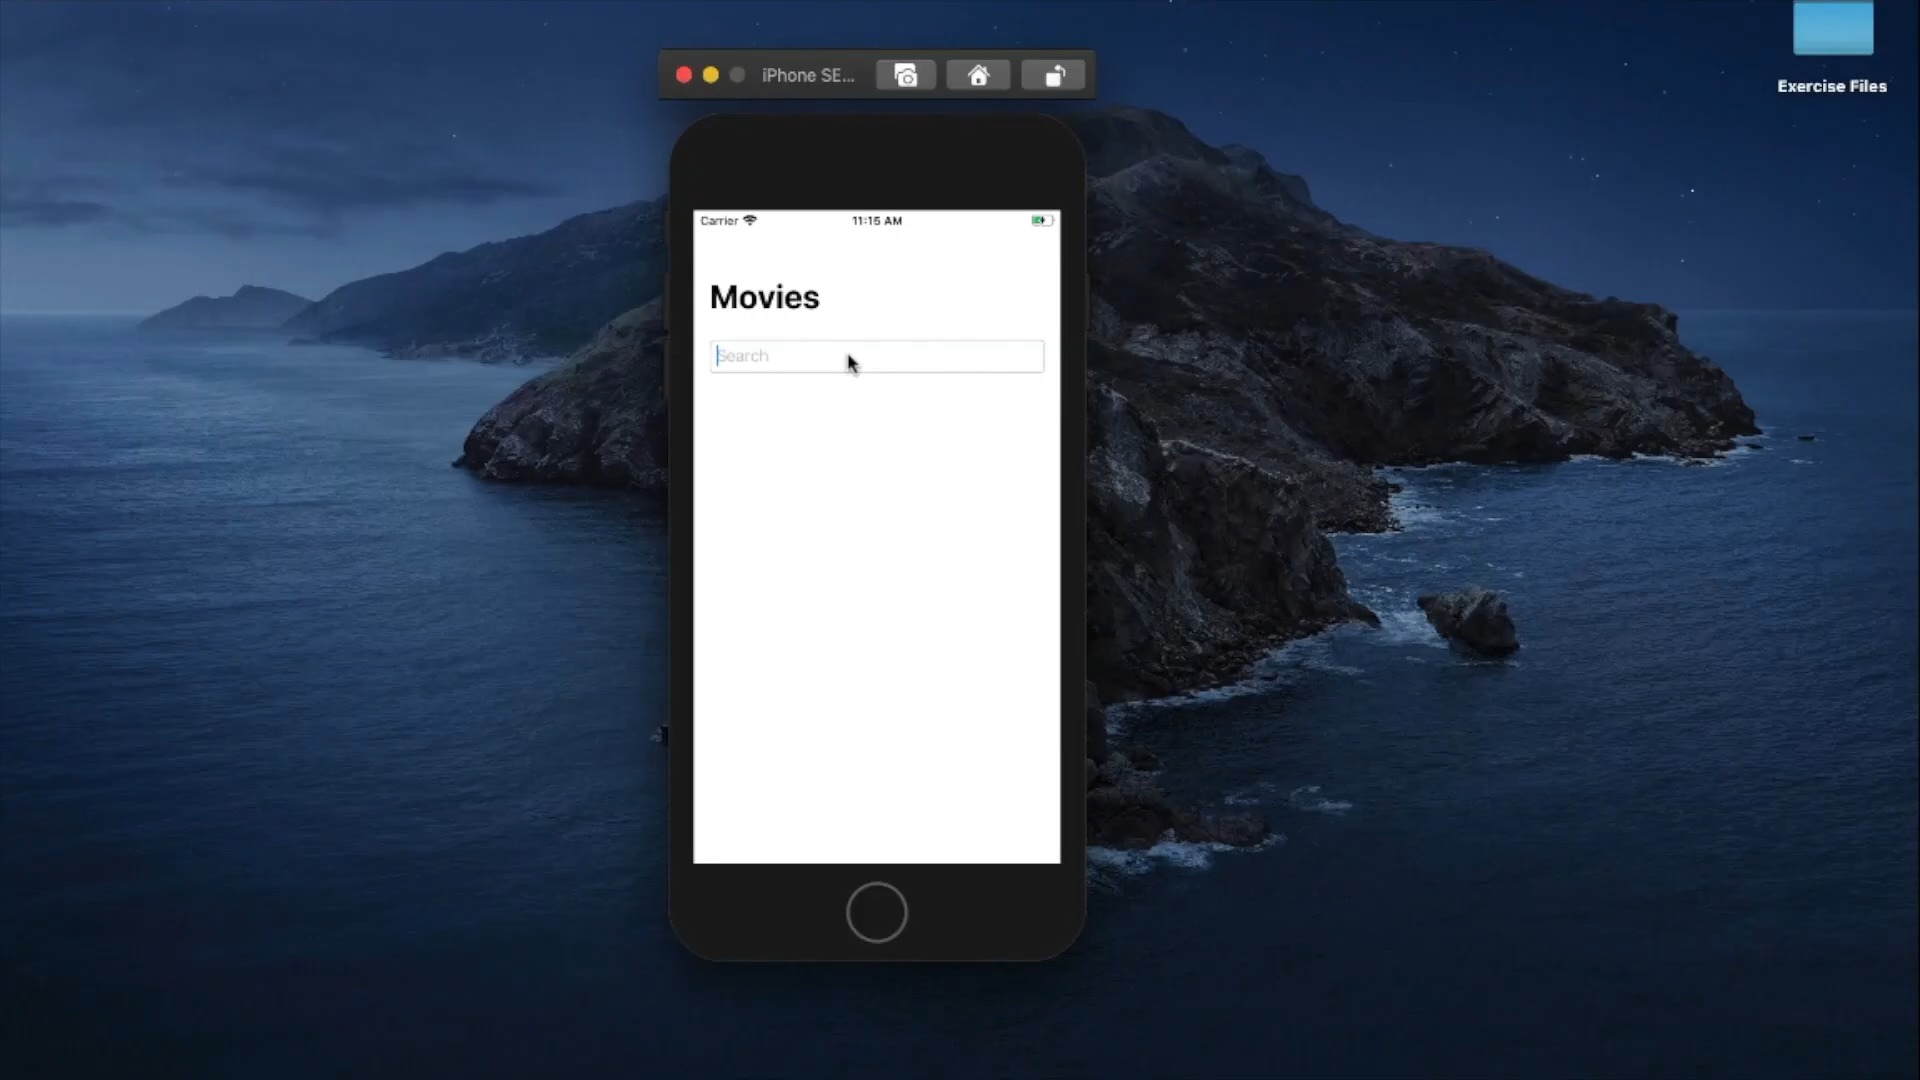 iPhone SE...
Exercise Files
Carrier
11:15 AM
Movies
Search